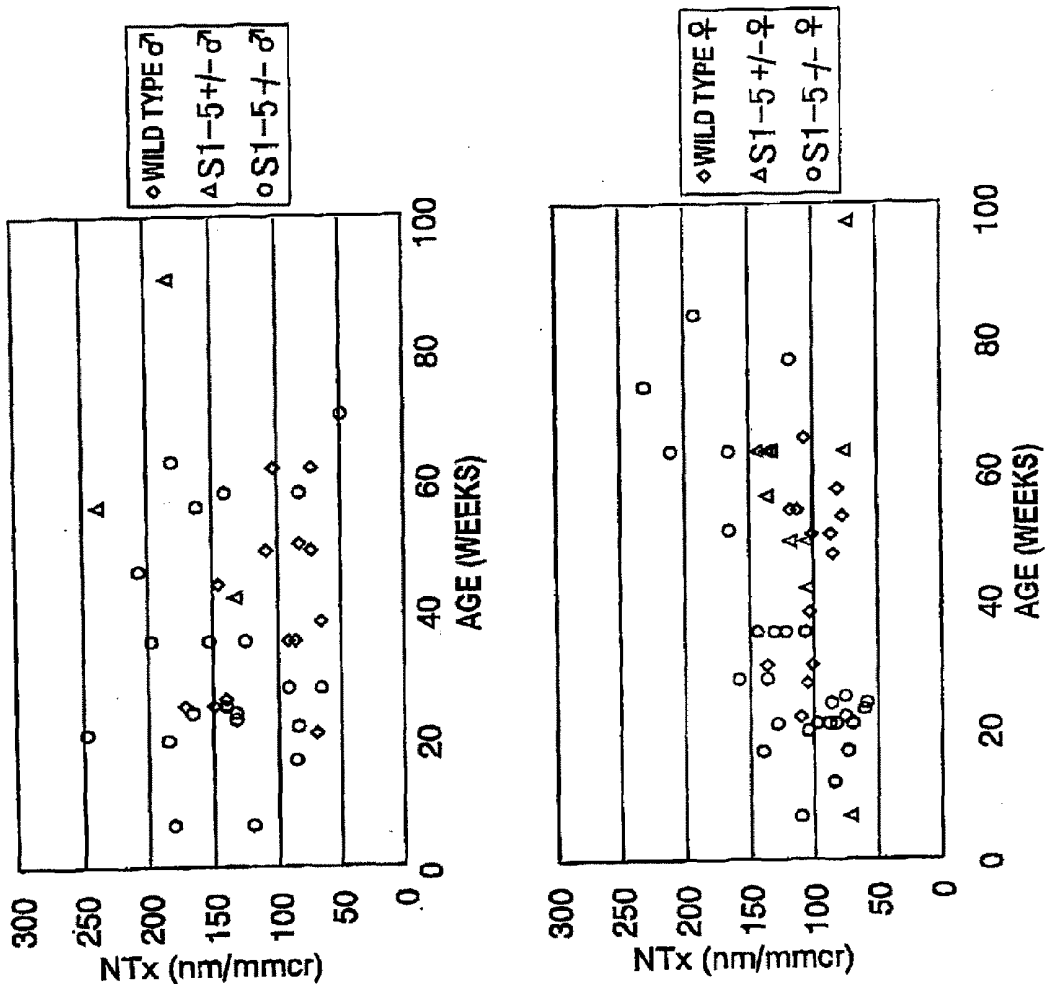 ◇WILD TYPE ♂
△S1-5+/-♂
○S1-5-/-♂
300
250
200
150
100
50
0
NTx (nm/mmcr)
0
20
40
60
80
100
AGE (WEEKS)
◇WILD TYPE ♀
△S1-5+/-♀
○S1-5-/-♀
300
250
200
150
100
50
0
NTx (nm/mmcr)
0
20
40
60
80
100
AGE (WEEKS)